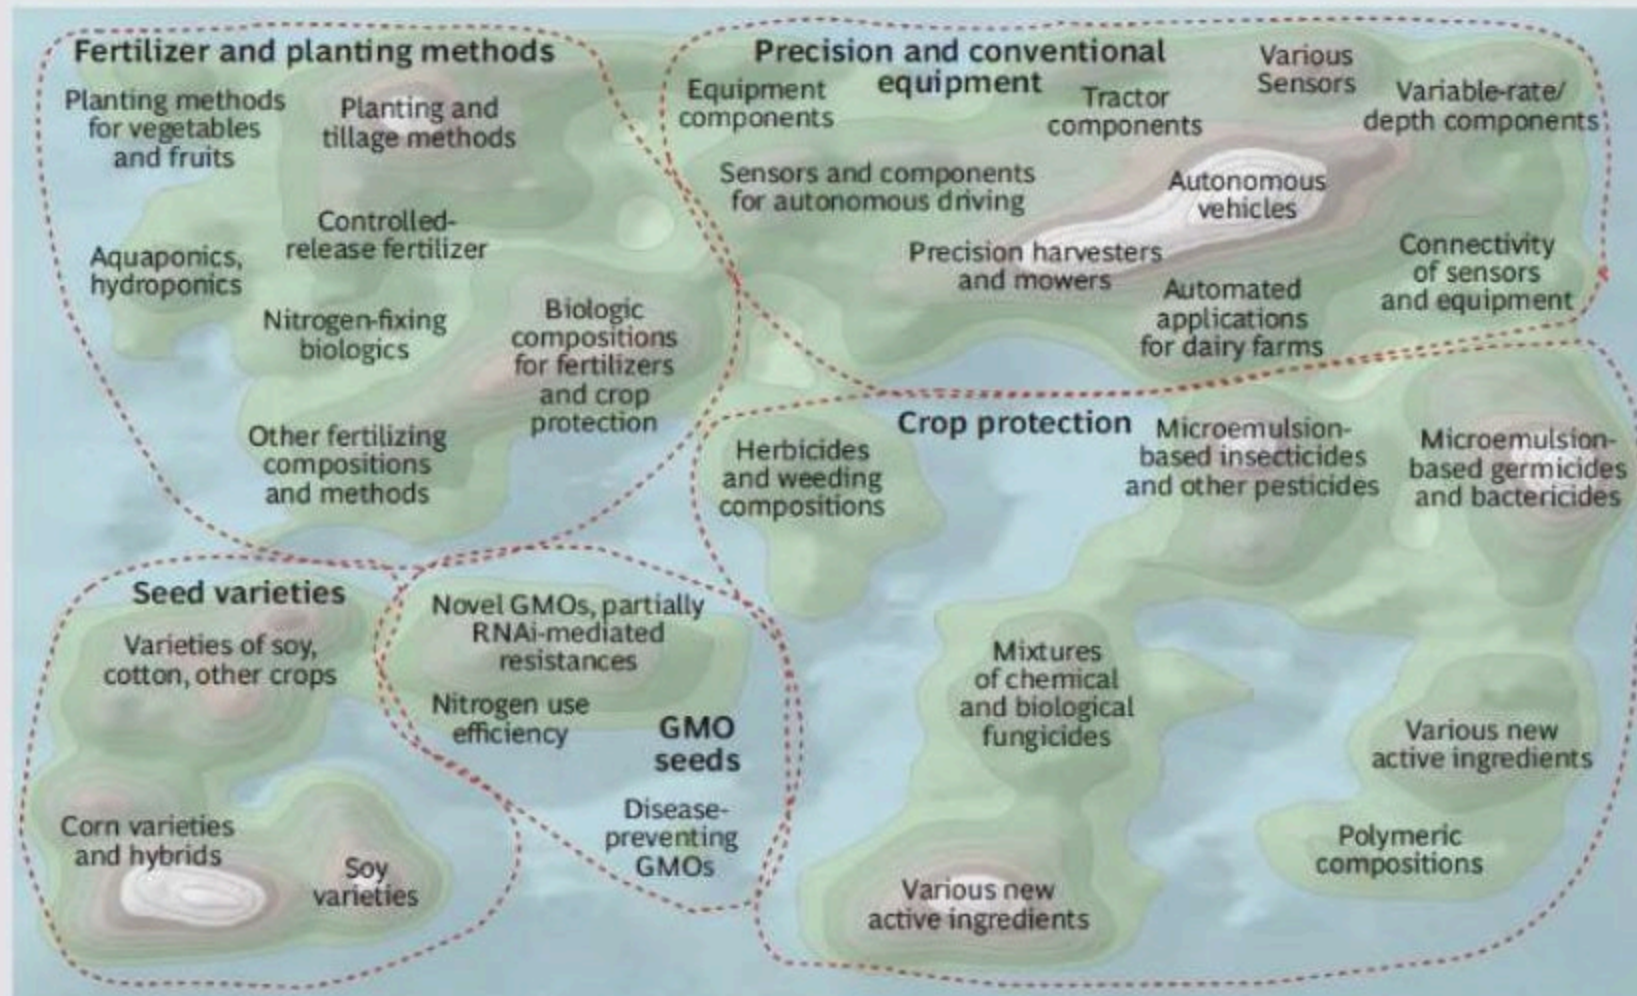 Fertilizer and planting methods
Planting methods
for vegetables
and fruits
Planting and
tillage methods
Controlled-
release fertilizer
Aquaponics,
hydroponics
Nitrogen-fixing
biologics
Biologic
compositions
for fertilizers
and crop
protection
Other fertilizing
compositions
and methods
Precision and conventional
equipment
Equipment
components
Tractor
components
Various
Sensors
Variable-rate/
depth components
Sensors and components
for autonomous driving
Autonomous
vehicles
Precision harvesters
and mowers
Automated
applications
for dairy farms
Connectivity
of sensors
and equipment
Crop protection
Herbicides
and weeding
compositions
Microemulsion-
based insecticides
and other pesticides
Microemulsion-
based germicides
and bactericides
Mixtures
of chemical
and biological
fungicides
Various new
active ingredients
Polymeric
compositions
Various new
active ingredients
Seed varieties
Varieties of soy,
cotton, other crops
Corn varieties
and hybrids
Soy
varieties
Novel GMOs, partially
RNAi-mediated
resistances
Nitrogen use
efficiency
GMO
seeds
Disease-
preventing
GMOs